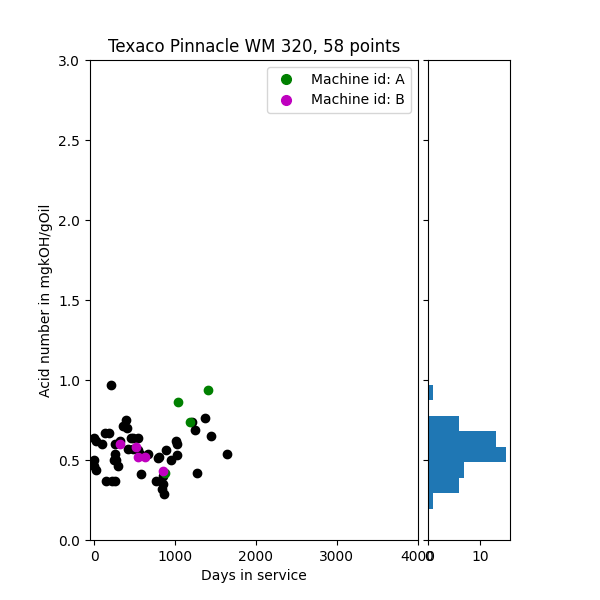 Texaco Pinnacle WM 320, 58 points
Machine id: A
Machine id: B
Acid number in mgkOH/gOil
3.0
2.5
2.0
1.5
1.0
0.5
0.0
0 1000 2000 3000 4000
0 10
Days in service